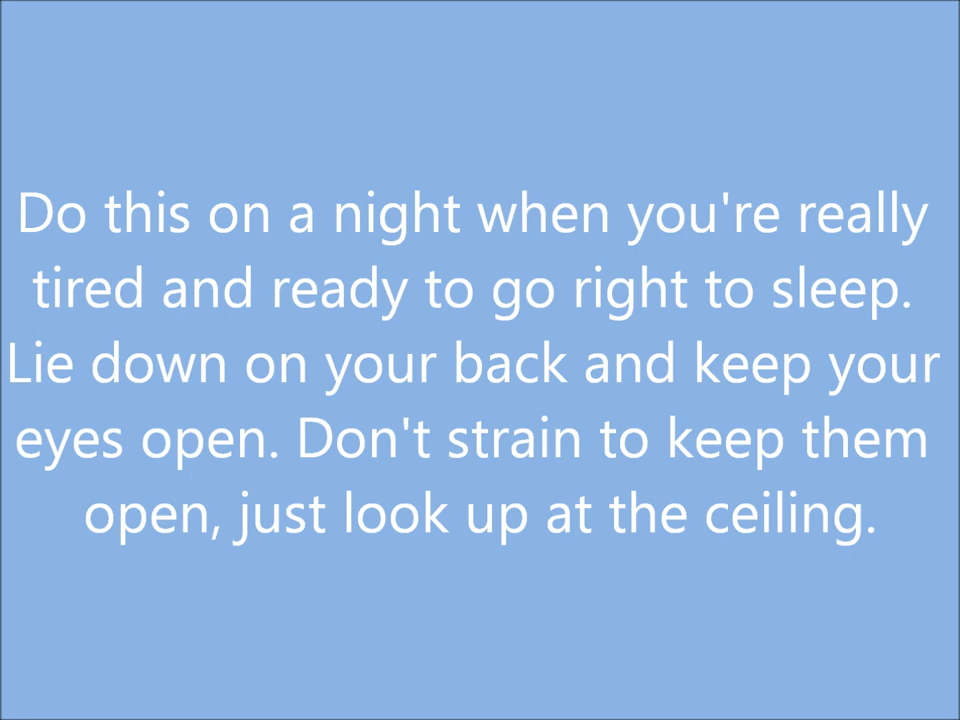 Do this on a night when you're really
tired and ready to go right to sleep.
Lie down on your back and keep your
eyes open. Don't strain to keep them
open, just look up at the ceiling.